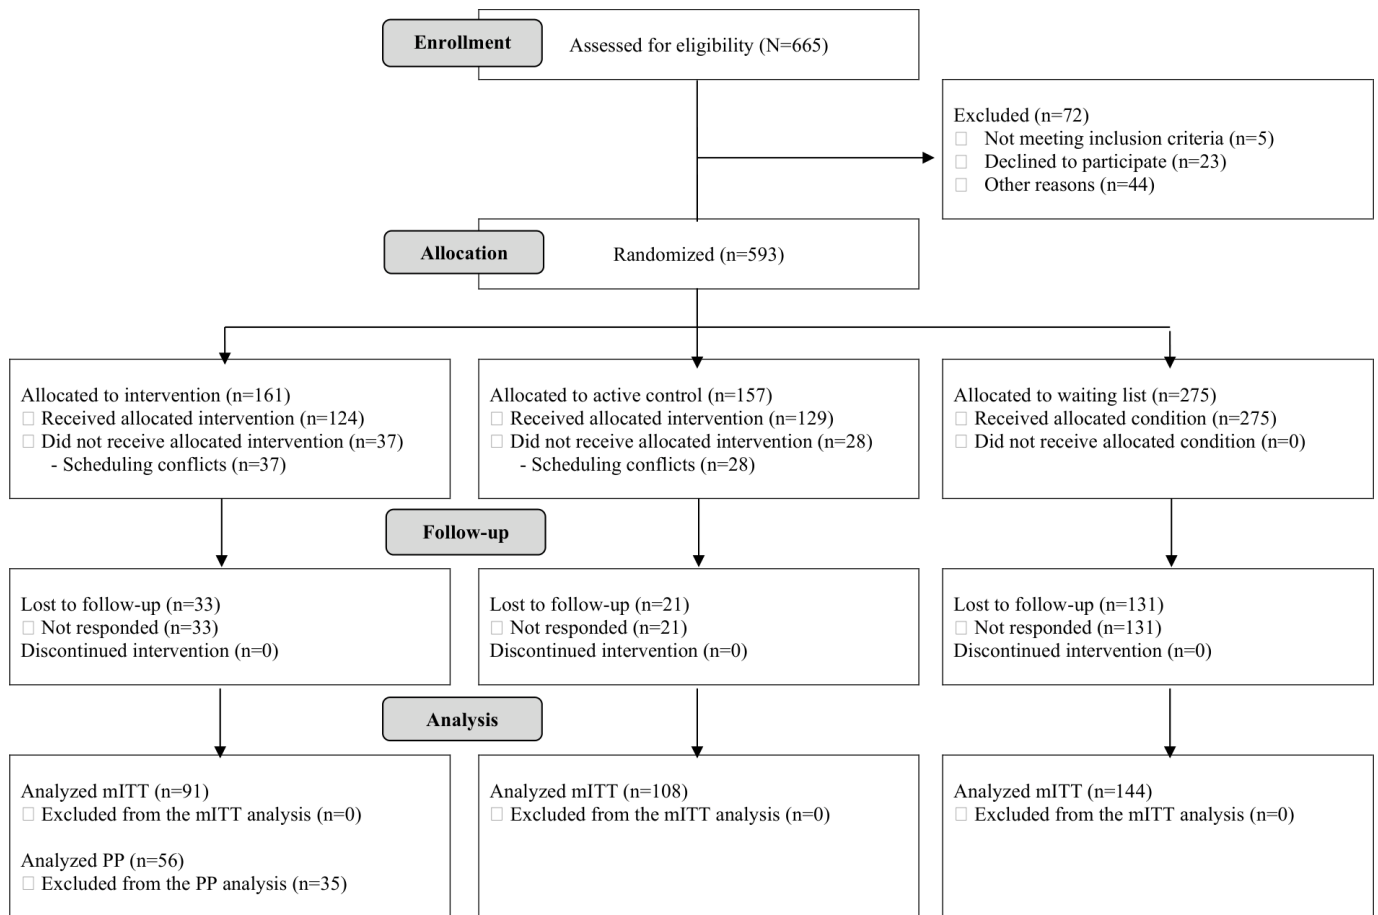 Enrollment
Assessed for eligibility (N=665)
Excluded (n=72)
Not meeting inclusion criteria (n=5)
Declined to participate (n=23)
Other reasons (n=44)
Allocation
Randomized (n=593)
Allocated to intervention (n=161)
Received allocated intervention (n=124)
Did not receive allocated intervention (n=37)
- Scheduling conflicts (n=37)
Allocated to active control (n=157)
Received allocated intervention (n=129)
Did not receive allocated intervention (n=28)
- Scheduling conflicts (n=28)
Allocated to waiting list (n=275)
Received allocated condition (n=275)
Did not receive allocated condition (n=0)
Follow-up
Lost to follow-up (n=33)
Not responded (n=33)
Discontinued intervention (n=0)
Lost to follow-up (n=21)
Not responded (n=21)
Discontinued intervention (n=0)
Lost to follow-up (n=131)
Not responded (n=131)
Discontinued intervention (n=0)
Analysis
Analyzed mITT (n=91)
Excluded from the mITT analysis (n=0)
Analyzed PP (n=56)
Excluded from the PP analysis (n=35)
Analyzed mITT (n=108)
Excluded from the mITT analysis (n=0)
Analyzed mITT (n=144)
Excluded from the mITT analysis (n=0)